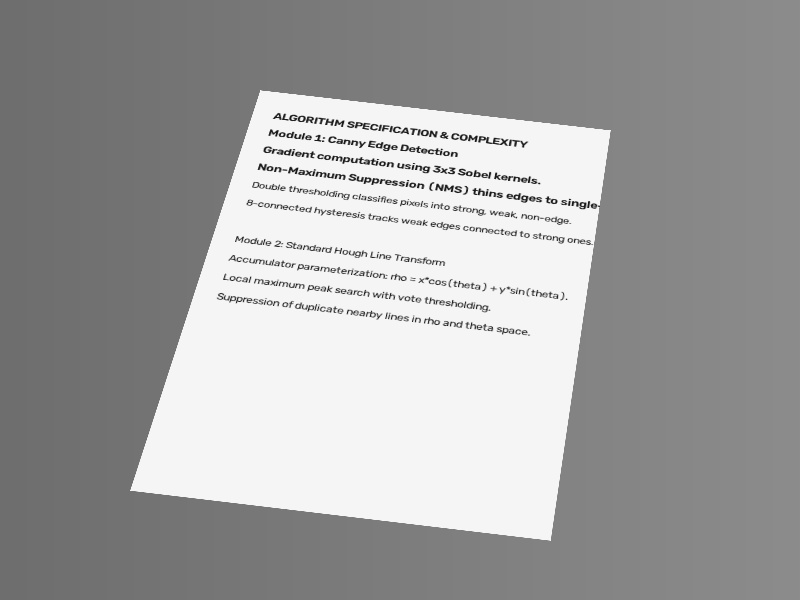 ALGORITHM SPECIFICATION & COMPLEXITY
Module 1: Canny Edge Detection
Gradient computation using 3x3 Sobel kernels.
Non-Maximum Suppression (NMS) thins edges to single-
Double thresholding classifies pixels into strong, weak, non-edge.
8-connected hysteresis tracks weak edges connected to strong ones.
Module 2: Standard Hough Line Transform
Accumulator parameterization: rho = x*cos(theta) + y*sin(theta).
Local maximum peak search with vote thresholding.
Suppression of duplicate nearby lines in rho and theta space.